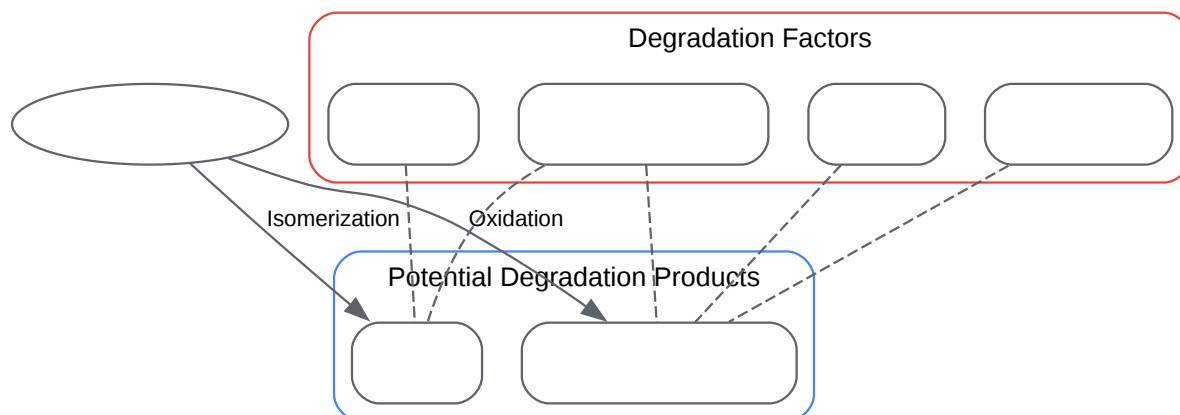 Degradation Factors
Isomerization
Oxidation
Potential Degradation Products